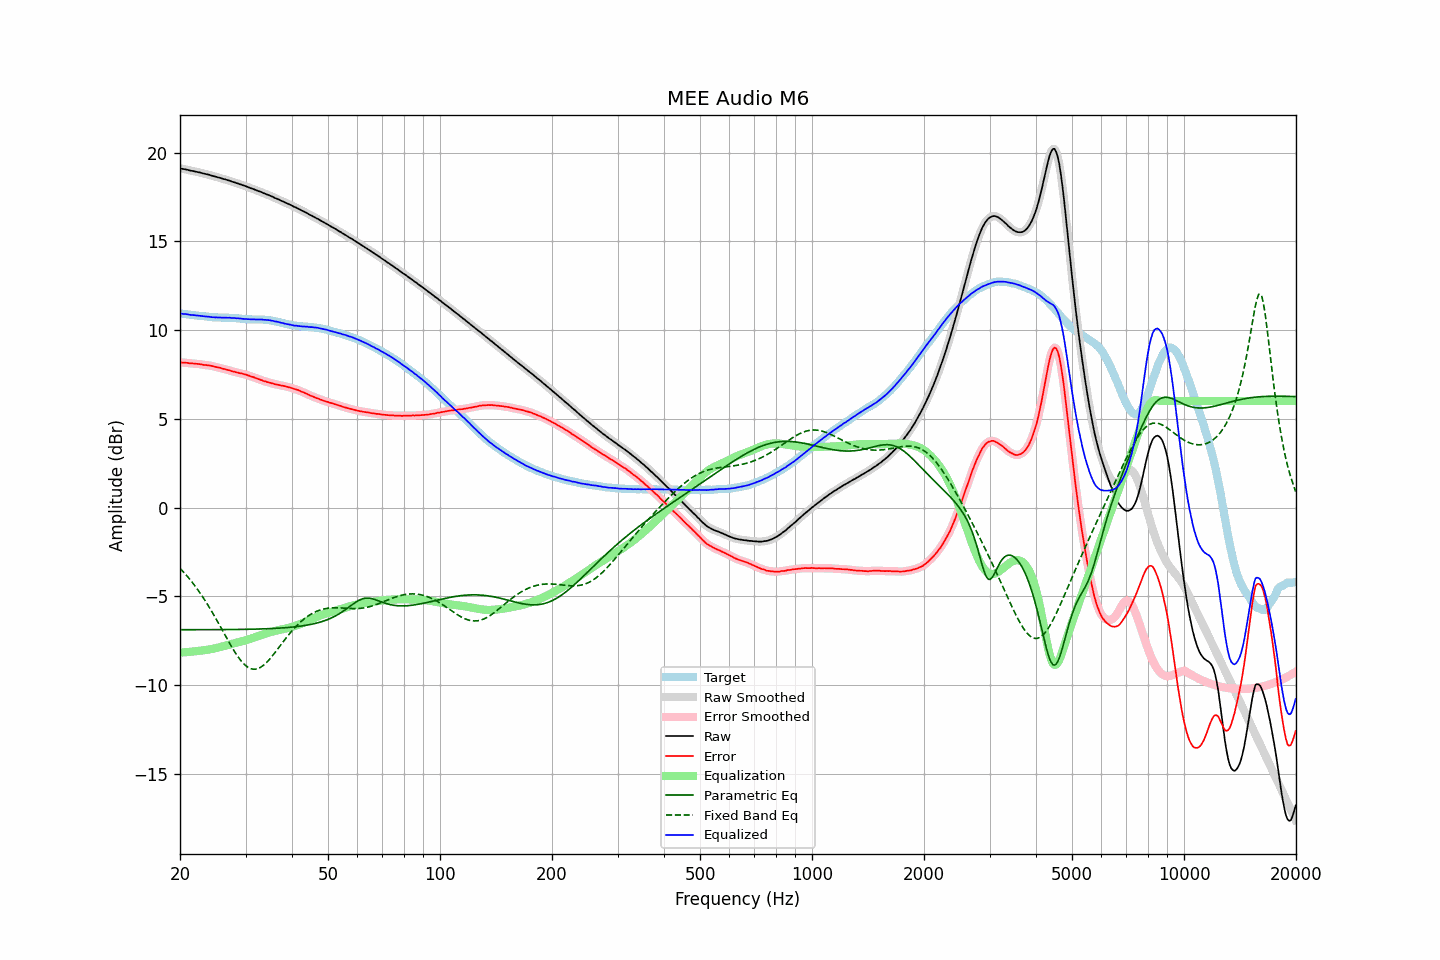 MEE Audio M6
Amplitude (dBr)
20
15
10
5
0
−5
−10
−15
20
50
100
200
500
1000
2000
5000
10000
20000
Frequency (Hz)
Target
Raw Smoothed
Error Smoothed
Raw
Error
Equalization
Parametric Eq
Fixed Band Eq
Equalized